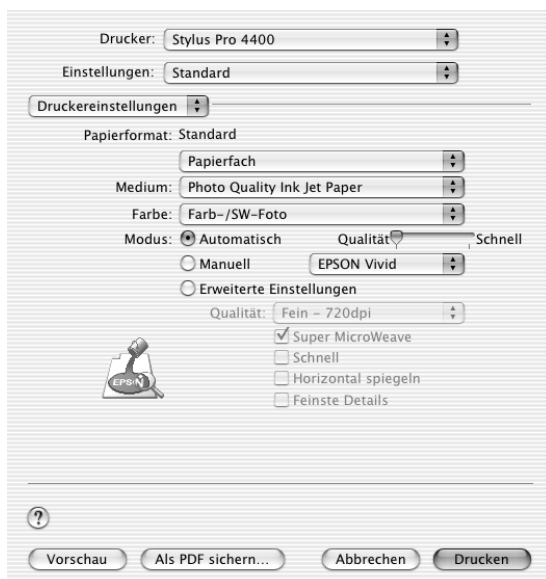 Drucker: Stylus Pro 4400
Einstellungen: Standard
Druckereinstellungen
Papierformat: Standard
Papierfach
Medium: Photo Quality Ink Jet Paper
Farbe: Farb-/SW-Foto
Modus: Automatisch Qualität Schnell
Manuell EPSON Vivid
Erweiterte Einstellungen
Qualität: Fein – 720dpi
Super MicroWeave
Schnell
Horizontal spiegeln
Feinste Details
EPSON
?
Vorschau Als PDF sichern... Abbrechen Drucken